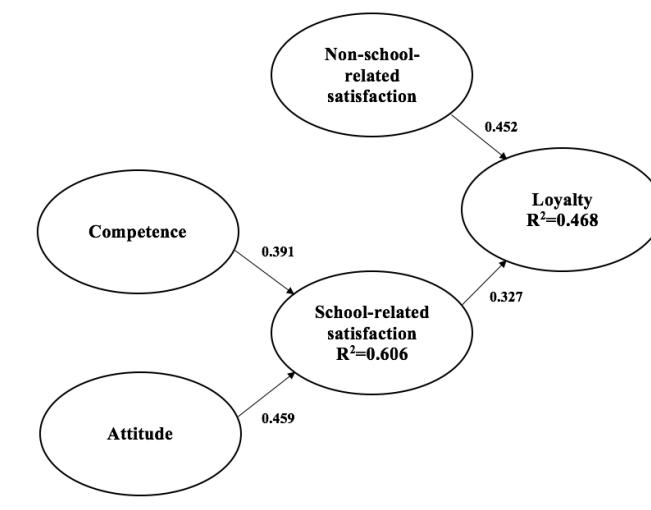 Non-school-
related
satisfaction
0.452
Loyalty
R²=0.468
Competence
0.391
School-related
satisfaction
R²=0.606
0.327
Attitude
0.459